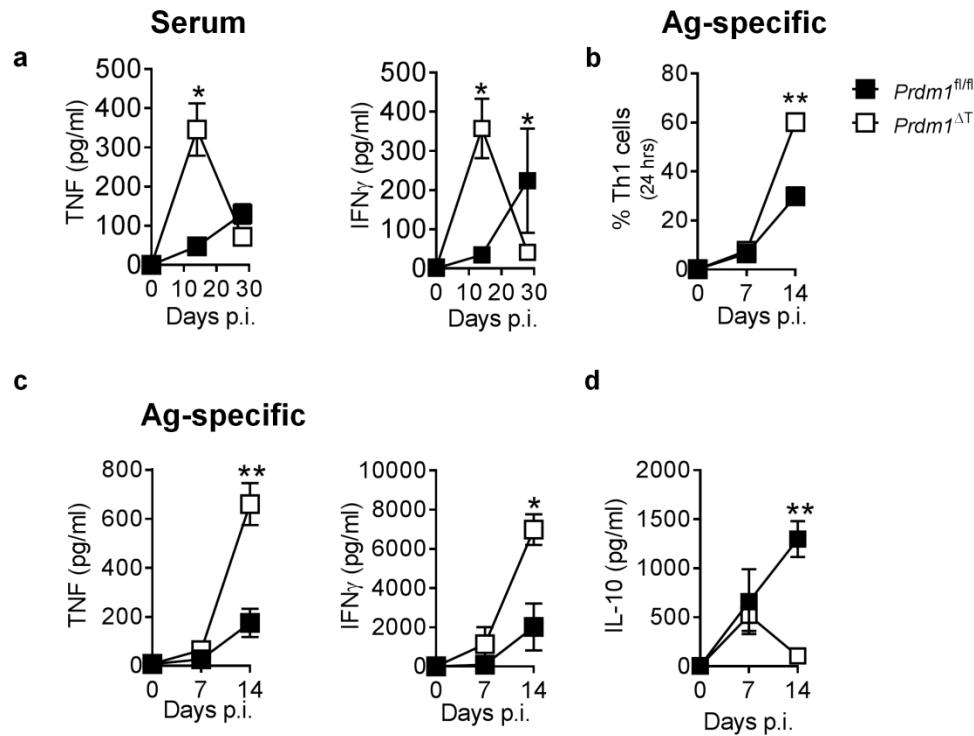 Serum
Ag-specific
a
TNF (pg/ml)
500
400
300
200
100
0
*
0 10 20 30
Days p.i.
IFNγ (pg/ml)
500
400
300
200
100
0
*
*
0 10 20 30
Days p.i.
b
% Th1 cells
(24 hrs)
80
60
40
20
0
**
0 7 14
Days p.i.
Prdm1fl/fl
Prdm1ΔT
c
Ag-specific
TNF (pg/ml)
800
600
400
200
0
**
0 7 14
Days p.i.
IFNγ (pg/ml)
10000
8000
6000
4000
2000
0
*
0 7 14
Days p.i.
d
IL-10 (pg/ml)
2000
1500
1000
500
0
**
0 7 14
Days p.i.